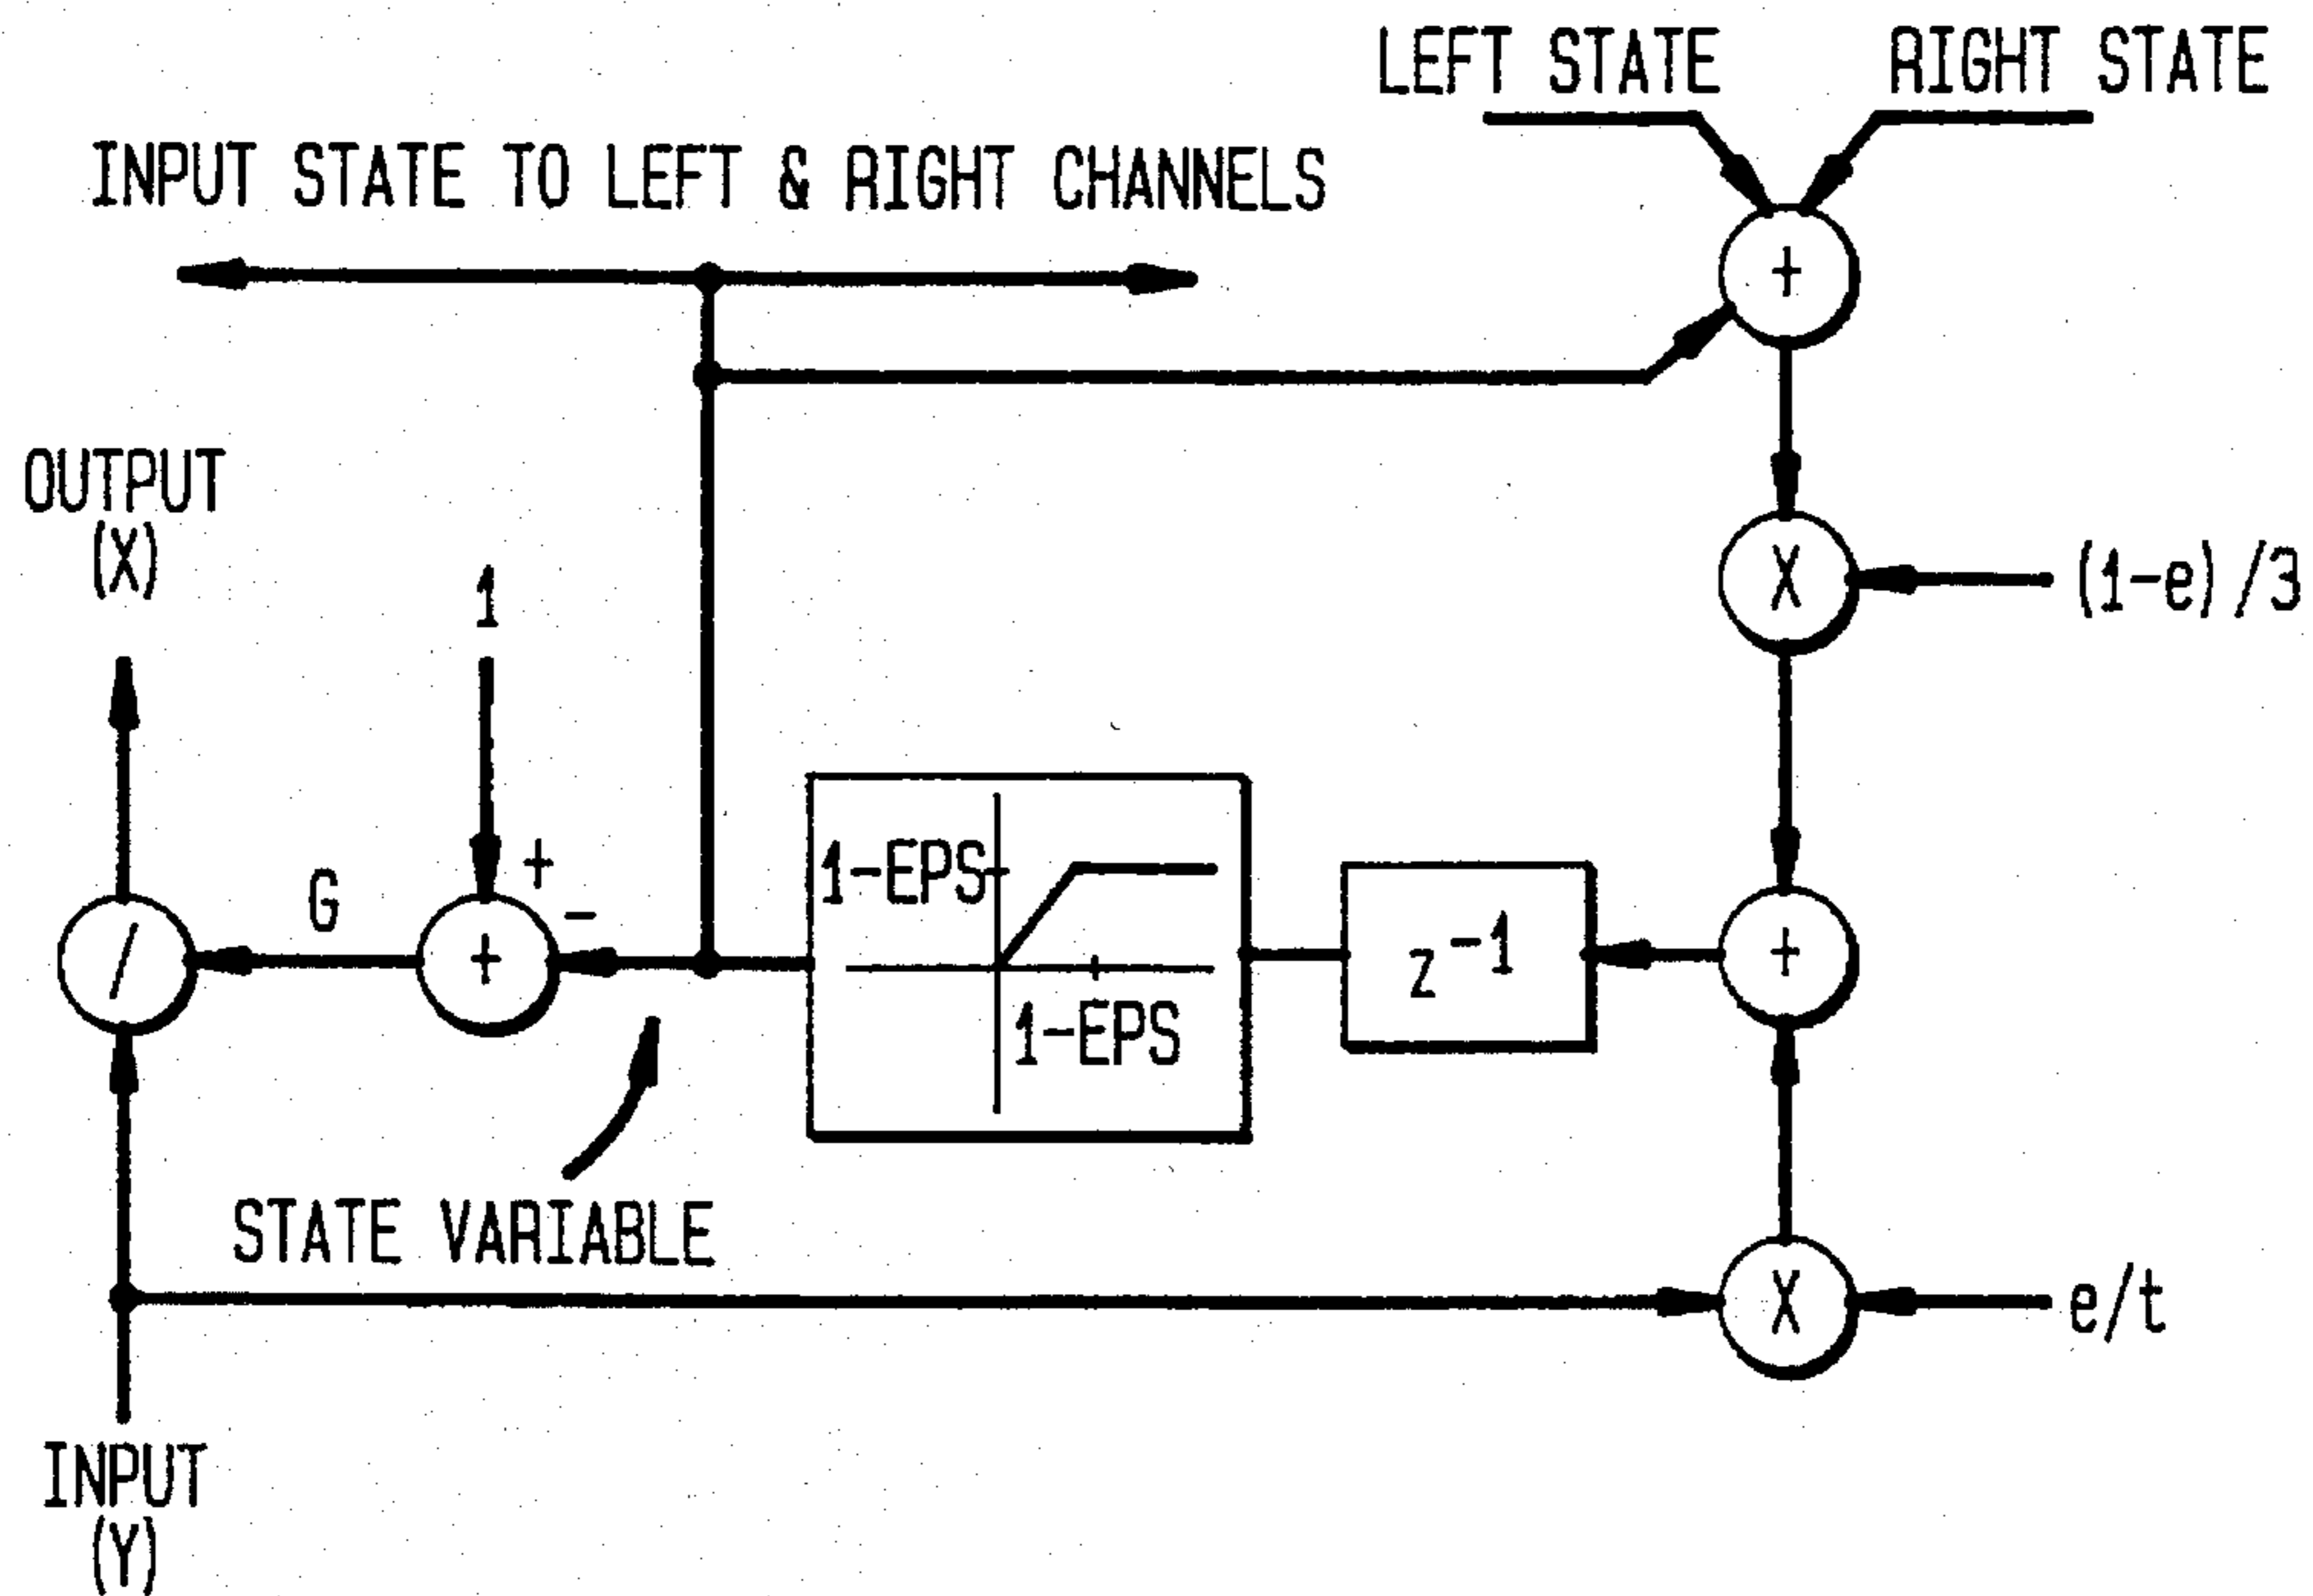 LEFT STATE
RIGHT STATE
INPUT STATE TO LEFT & RIGHT CHANNELS
+
OUTPUT
(X)
1
X
(1-e)/3
+
G
-
/
+
1-EPS
1-EPS
z⁻¹
+
STATE VARIABLE
X
e/t
INPUT
(Y)